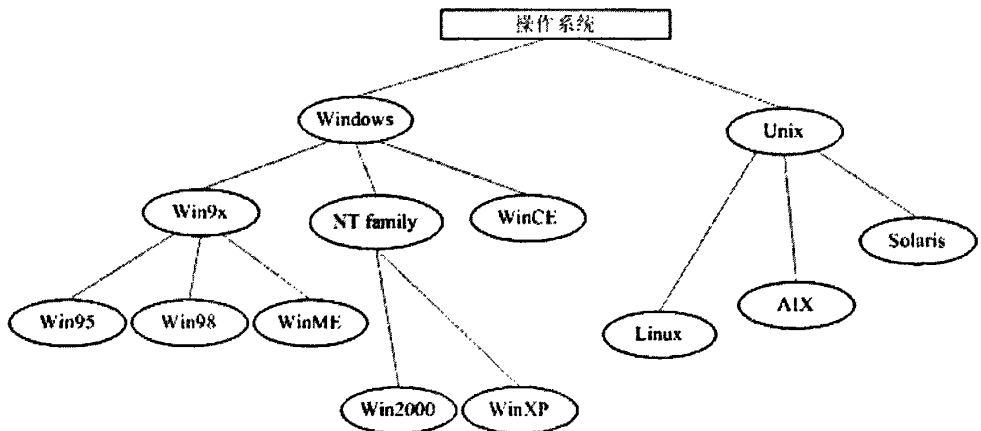 操作系统
Windows
Unix
Win9x
NT family
WinCE
Solaris
Win95
Win98
WinME
AIX
Linux
Win2000
WinXP